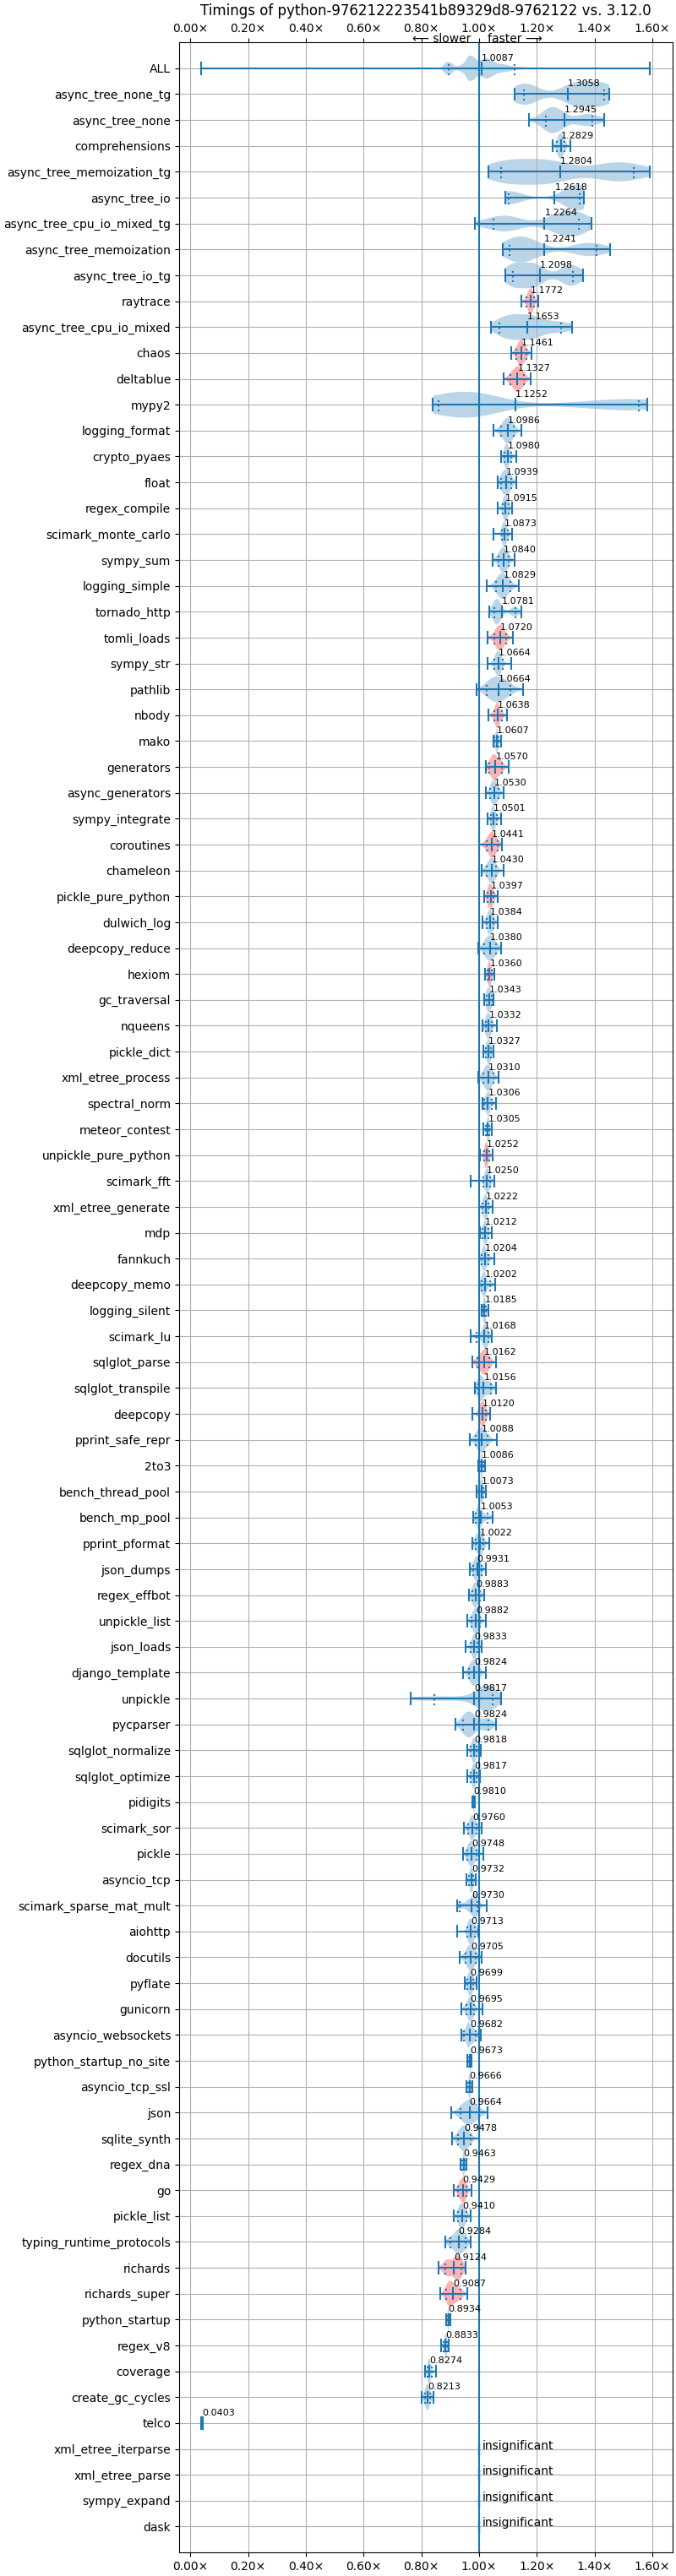 Timings of python-976212223541b89329d8-9762122 vs. 3.12.0
0.00× 0.20× 0.40× 0.60× 0.80× 1.00× 1.20× 1.40× 1.60×
⟵ slower faster ⟶
ALL 1.0087
async_tree_none_tg 1.3058
async_tree_none 1.2945
comprehensions 1.2829
async_tree_memoization_tg 1.2804
async_tree_io 1.2618
async_tree_cpu_io_mixed_tg 1.2264
async_tree_memoization 1.2241
async_tree_io_tg 1.2098
raytrace 1.1772
async_tree_cpu_io_mixed 1.1653
chaos 1.1461
deltablue 1.1327
mypy2 1.1252
logging_format 1.0986
crypto_pyaes 1.0980
float 1.0939
regex_compile 1.0915
scimark_monte_carlo 1.0873
sympy_sum 1.0840
logging_simple 1.0829
tornado_http 1.0781
tomli_loads 1.0720
sympy_str 1.0664
pathlib 1.0664
nbody 1.0638
mako 1.0607
generators 1.0570
async_generators 1.0530
sympy_integrate 1.0501
coroutines 1.0441
chameleon 1.0430
pickle_pure_python 1.0397
dulwich_log 1.0384
deepcopy_reduce 1.0380
hexiom 1.0360
gc_traversal 1.0343
nqueens 1.0332
pickle_dict 1.0327
xml_etree_process 1.0310
spectral_norm 1.0306
meteor_contest 1.0305
unpickle_pure_python 1.0252
scimark_fft 1.0250
xml_etree_generate 1.0222
mdp 1.0212
fannkuch 1.0204
deepcopy_memo 1.0202
logging_silent 1.0185
scimark_lu 1.0168
sqlglot_parse 1.0162
sqlglot_transpile 1.0156
deepcopy 1.0120
pprint_safe_repr 1.0088
2to3 1.0086
bench_thread_pool 1.0073
bench_mp_pool 1.0053
pprint_pformat 1.0022
json_dumps 0.9931
regex_effbot 0.9883
unpickle_list 0.9882
json_loads 0.9833
django_template 0.9824
unpickle 0.9817
pycparser 0.9824
sqlglot_normalize 0.9818
sqlglot_optimize 0.9817
pidigits 0.9810
scimark_sor 0.9760
pickle 0.9748
asyncio_tcp 0.9732
scimark_sparse_mat_mult 0.9730
aiohttp 0.9713
docutils 0.9705
pyflate 0.9699
gunicorn 0.9695
asyncio_websockets 0.9682
python_startup_no_site 0.9673
asyncio_tcp_ssl 0.9666
json 0.9664
sqlite_synth 0.9478
regex_dna 0.9463
go 0.9429
pickle_list 0.9410
typing_runtime_protocols 0.9284
richards 0.9124
richards_super 0.9087
python_startup 0.8934
regex_v8 0.8833
coverage 0.8274
create_gc_cycles 0.8213
telco 0.0403
xml_etree_iterparse insignificant
xml_etree_parse insignificant
sympy_expand insignificant
dask insignificant
0.00× 0.20× 0.40× 0.60× 0.80× 1.00× 1.20× 1.40× 1.60×